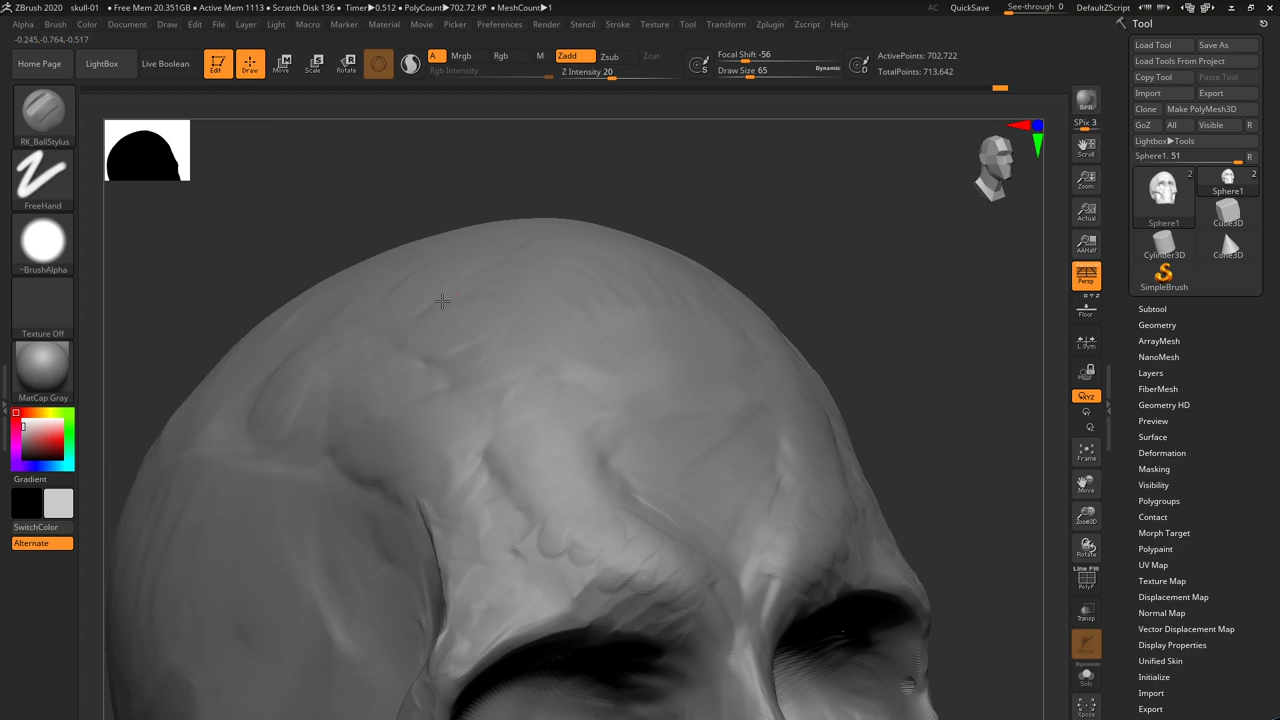 ZBrush 2020 skull-01 • Free Mem 20.351GB • Active Mem 1113 • Scratch Disk 136 • Timer▶0.512 • PolyCount▶702.72 KP • MeshCount▶1 AC QuickSave See-through 0 DefaultZScript
Alpha Brush Color Document Draw Edit File Layer Light Macro Marker Material Movie Picker Preferences Render Stencil Stroke Texture Tool Transform Zplugin Zscript Help
-0.245,-0.764,-0.517
Home Page LightBox Live Boolean Edit Draw Move Scale Rotate
A Mrgb Rgb M Zadd Zsub Zcut
Rgb Intensity Z Intensity 20
Focal Shift -56
Draw Size 65 Dynamic
S D
ActivePoints: 702,722
TotalPoints: 713,642
RK_BallStylus
FreeHand
~BrushAlpha
Texture Off
MatCap Gray
Gradient
SwitchColor
Alternate
BPR
SPix 3
Scroll
Zoom
Actual
AAHalf
Persp
X Y Z
Floor
L.Sym
XYZ
Y
Z
Frame
Move
Zoom3D
Rotate
Line Fill
PolyF
Transp
Ghost
Dynamic
Solo
Xpose
Tool
Load Tool Save As
Load Tools From Project
Copy Tool Paste Tool
Import Export
Clone Make PolyMesh3D
GoZ All Visible R
Lightbox▶Tools
Sphere1. 51 R
2 2
Sphere1
Sphere1 Cube3D
Cylinder3D Cone3D
SimpleBrush
Subtool
Geometry
ArrayMesh
NanoMesh
Layers
FiberMesh
Geometry HD
Preview
Surface
Deformation
Masking
Visibility
Polygroups
Contact
Morph Target
Polypaint
UV Map
Texture Map
Displacement Map
Normal Map
Vector Displacement Map
Display Properties
Unified Skin
Initialize
Import
Export